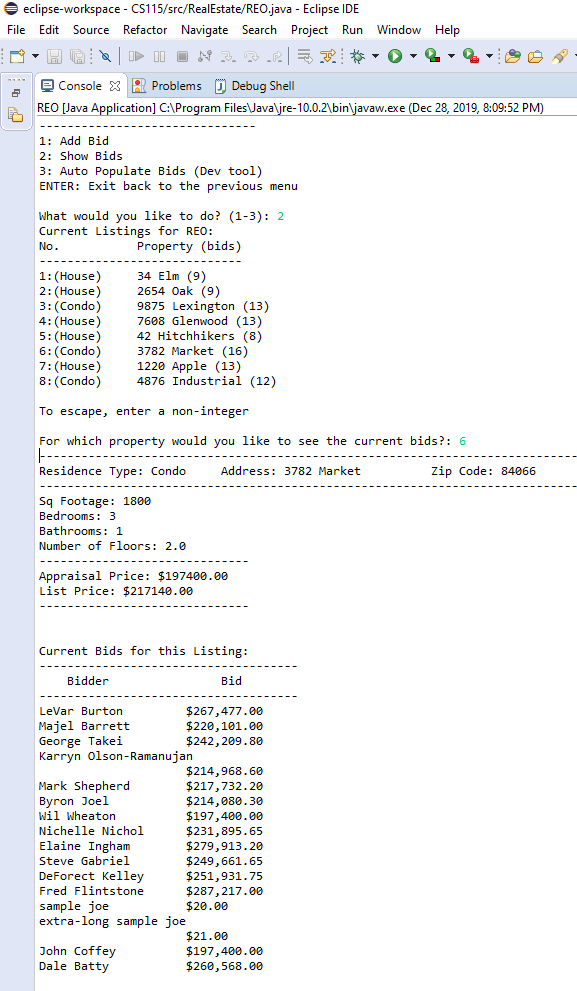 eclipse-workspace - CS115/src/RealEstate/REO.java - Eclipse IDE
File Edit Source Refactor Navigate Search Project Run Window Help
Console Problems Debug Shell
REO [Java Application] C:\Program Files\Java\jre-10.0.2\bin\javaw.exe (Dec 28, 2019, 8:09:52 PM)
-------------------------------
1: Add Bid
2: Show Bids
3: Auto Populate Bids (Dev tool)
ENTER: Exit back to the previous menu
What would you like to do? (1-3): 2
Current Listings for REO:
No. Property (bids)
-----------------------------
1:(House) 34 Elm (9)
2:(House) 2654 Oak (9)
3:(Condo) 9875 Lexington (13)
4:(House) 7608 Glenwood (13)
5:(House) 42 Hitchhikers (8)
6:(Condo) 3782 Market (16)
7:(House) 1220 Apple (13)
8:(Condo) 4876 Industrial (12)
To escape, enter a non-integer
For which property would you like to see the current bids?: 6
-----------------------------------------------------------------------------
Residence Type: Condo Address: 3782 Market Zip Code: 84066
-----------------------------------------------------------------------------
Sq Footage: 1800
Bedrooms: 3
Bathrooms: 1
Number of Floors: 2.0
------------------------------
Appraisal Price: $197400.00
List Price: $217140.00
------------------------------
Current Bids for this Listing:
-------------------------------------
Bidder Bid
-------------------------------------
LeVar Burton $267,477.00
Majel Barrett $220,101.00
George Takei $242,209.80
Karryn Olson-Ramanujan
$214,968.60
Mark Shepherd $217,732.20
Byron Joel $214,080.30
Wil Wheaton $197,400.00
Nichelle Nichol $231,895.65
Elaine Ingham $279,913.20
Steve Gabriel $249,661.65
DeForect Kelley $251,931.75
Fred Flintstone $287,217.00
sample joe $20.00
extra-long sample joe
$21.00
John Coffey $197,400.00
Dale Batty $260,568.00